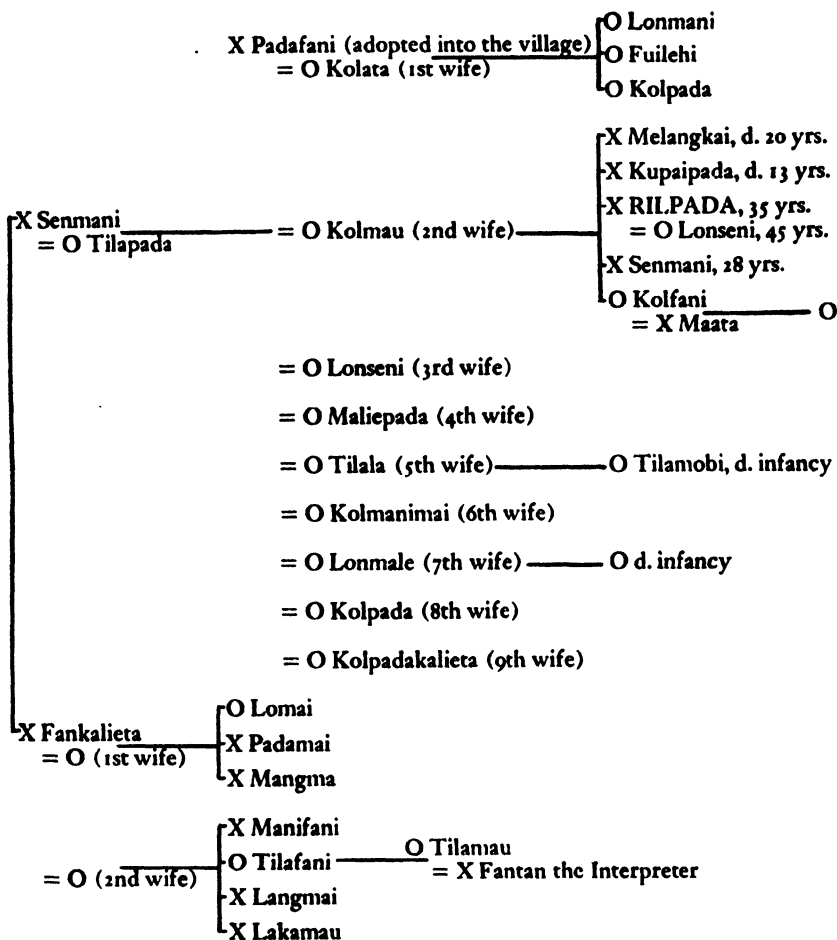 O Lonmani
X Padafani (adopted into the village)
O Fuilehi
= O Kolata (1st wife)
O Kolpada
X Melangkai, d. 20 yrs.
X Kupaipada, d. 13 yrs.
X RILPADA, 35 yrs.
X Senmani
= O Tilapada
= O Kolmau (2nd wife)
= O Lonseni, 45 yrs.
X Senmani, 28 yrs.
O Kolfani
= X Maata
O
= O Lonseni (3rd wife)
= O Maliepada (4th wife)
= O Tilala (5th wife) O Tilamobi, d. infancy
= O Kolmanimai (6th wife)
= O Lonmale (7th wife) O d. infancy
= O Kolpada (8th wife)
= O Kolpadakalieta (9th wife)
O Lomai
X Fankalieta
= O (1st wife)
X Padamai
X Mangma
X Manifani
= O (2nd wife)
O Tilafani
O Tilamau
= X Fantan the Interpreter
X Langmai
X Lakamau